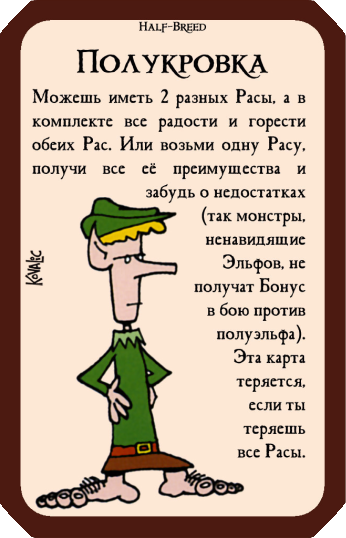 Half-Breed
Полукровка
Можешь иметь 2 разных Расы, а в
комплекте все радости и горести
обеих Рас. Или возьми одну Расу,
получи все её преимущества и
забудь о недостатках
(так монстры,
ненавидящие
Эльфов, не
получат Бонус
в бою против
полуэльфа).
Эта карта
теряется,
если ты
теряешь
все Расы.
Kovalic